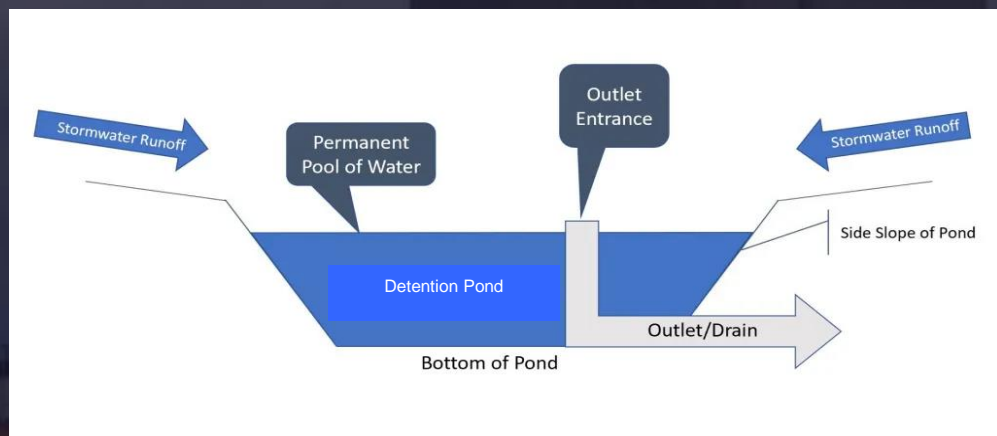 Outlet
Entrance
Stormwater Runoff
Stormwater Runoff
Permanent
Pool of Water
Side Slope of Pond
Detention Pond
Outlet/Drain
Bottom of Pond